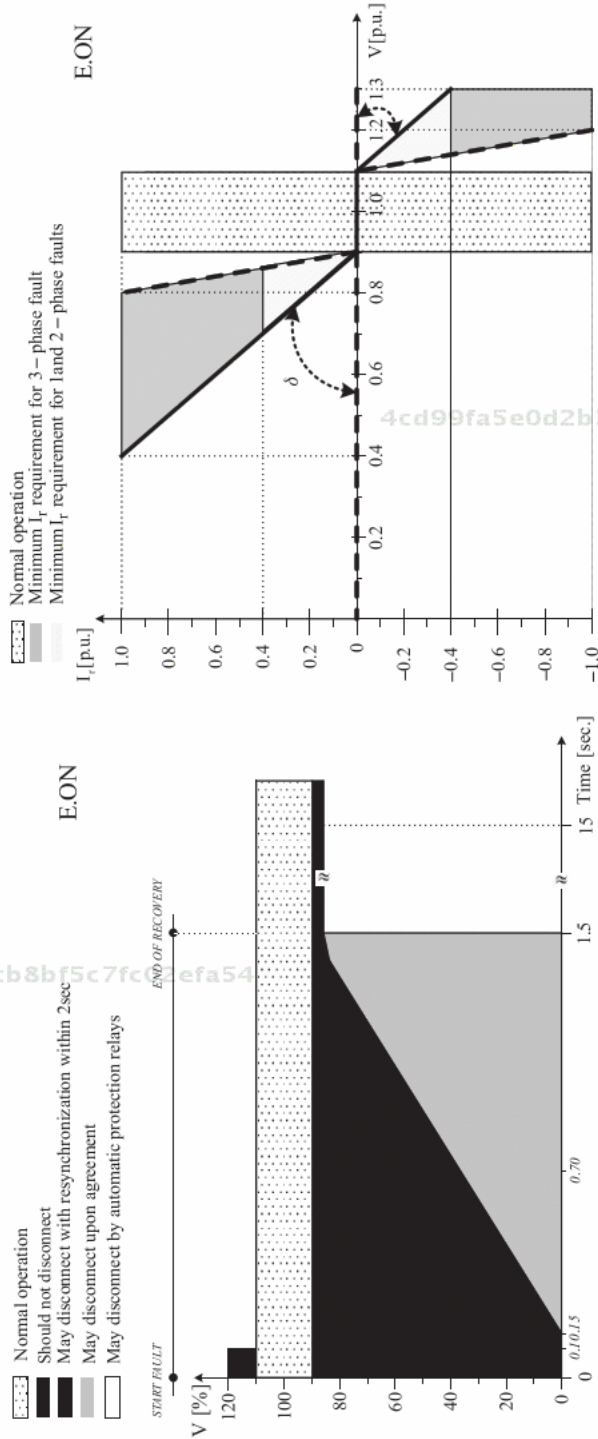 E.ON
Normal operation
Should not disconnect
May disconnect with resynchronization within 2sec
May disconnect upon agreement
May disconnect by automatic protection relays
START FAULT
END OF RECOVERY
V [%]
120
100
80
60
40
20
0
0
0.1
0.15
0.70
1.5
15
Time [sec.]
E.ON
Normal operation
Minimum Ir requirement for 3 – phase fault
Minimum Ir requirement for 1and 2 – phase faults
Ir[p.u.]
1.0
0.8
0.6
0.4
0.2
0
−0.2
−0.4
−0.6
−0.8
−1.0
0.2
0.4
0.6
0.8
1.0
1.2
1.3
V[p.u.]
δ
4cd99fa5e0d2b
cb8bf5c7fc02efa54